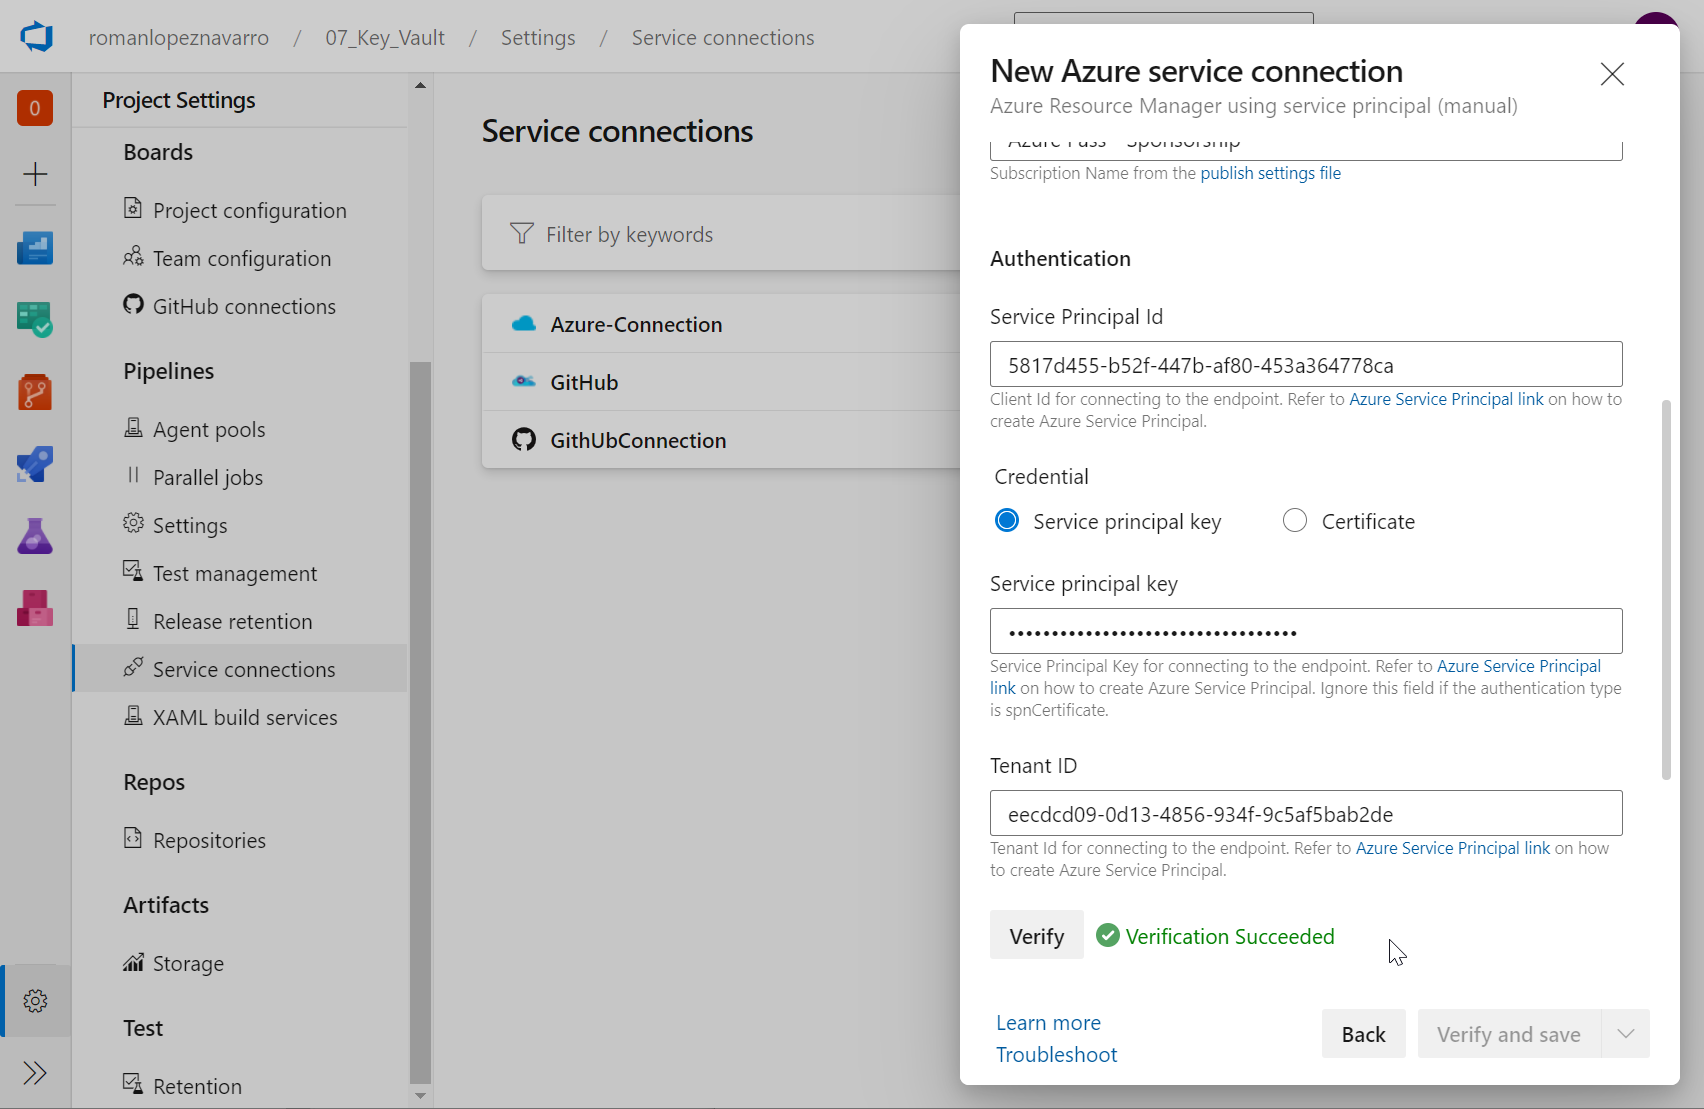 romanlopeznavarro / 07_Key_Vault / Settings / Service connections
O
Project Settings
Boards
Project configuration
Team configuration
GitHub connections
Pipelines
Agent pools
Parallel jobs
Settings
Test management
Release retention
Service connections
XAML build services
Repos
Repositories
Artifacts
Storage
Test
Retention
Service connections
Filter by keywords
Azure-Connection
GitHub
GithUbConnection
New Azure service connection
Azure Resource Manager using service principal (manual)
Azure Pass - Sponsorship
Subscription Name from the publish settings file
Authentication
Service Principal Id
5817d455-b52f-447b-af80-453a364778ca
Client Id for connecting to the endpoint. Refer to Azure Service Principal link on how to
create Azure Service Principal.
Credential
Service principal key
Certificate
Service principal key
••••••••••••••••••••••••••••••••••
Service Principal Key for connecting to the endpoint. Refer to Azure Service Principal
link on how to create Azure Service Principal. Ignore this field if the authentication type
is spnCertificate.
Tenant ID
eecdcd09-0d13-4856-934f-9c5af5bab2de
Tenant Id for connecting to the endpoint. Refer to Azure Service Principal link on how
to create Azure Service Principal.
Verify
Verification Succeeded
Learn more
Troubleshoot
Back
Verify and save